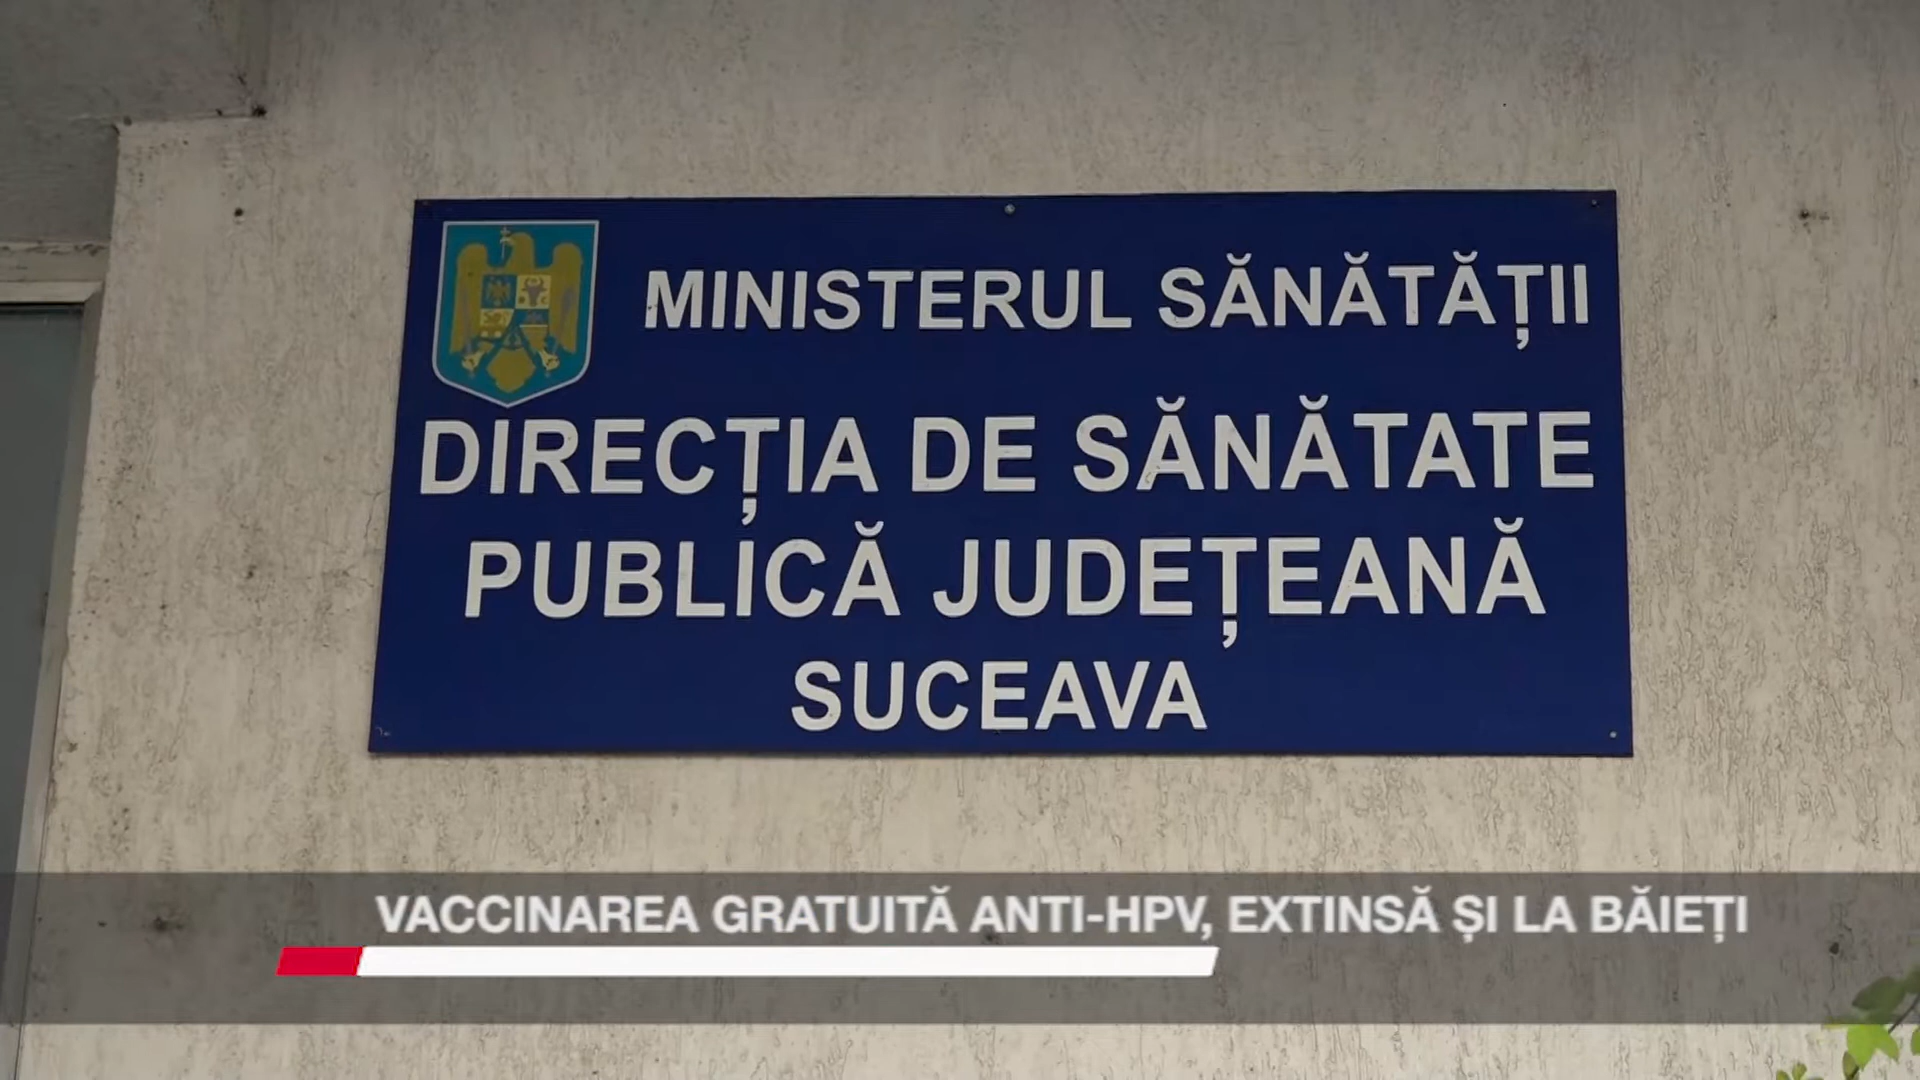 MINISTERUL SĂNĂTĂȚII
DIRECȚIA DE SĂNĂTATE
PUBLICĂ JUDEȚEANĂ
SUCEAVA
VACCINAREA GRATUITĂ ANTI-HPV, EXTINSĂ ȘI LA BĂIEȚI